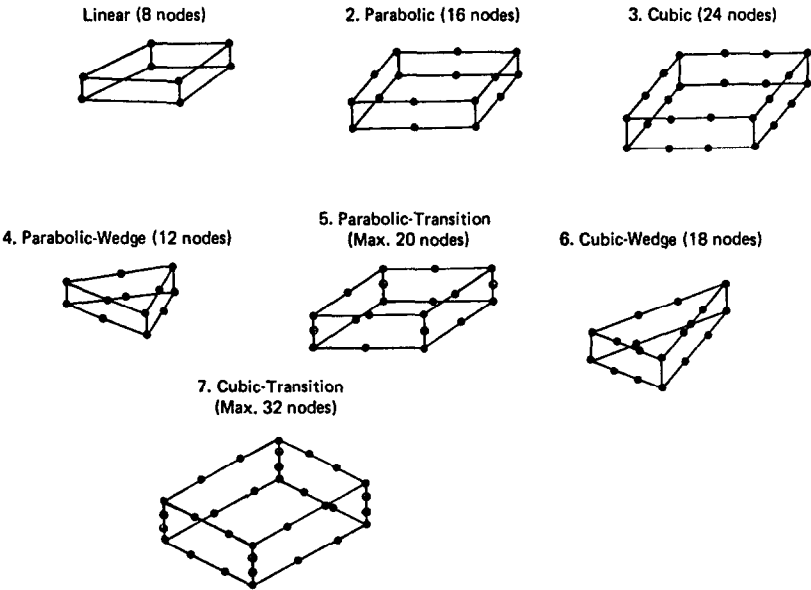 Linear (8 nodes)
2. Parabolic (16 nodes)
3. Cubic (24 nodes)
4. Parabolic-Wedge (12 nodes)
5. Parabolic-Transition
(Max. 20 nodes)
6. Cubic-Wedge (18 nodes)
7. Cubic-Transition
(Max. 32 nodes)